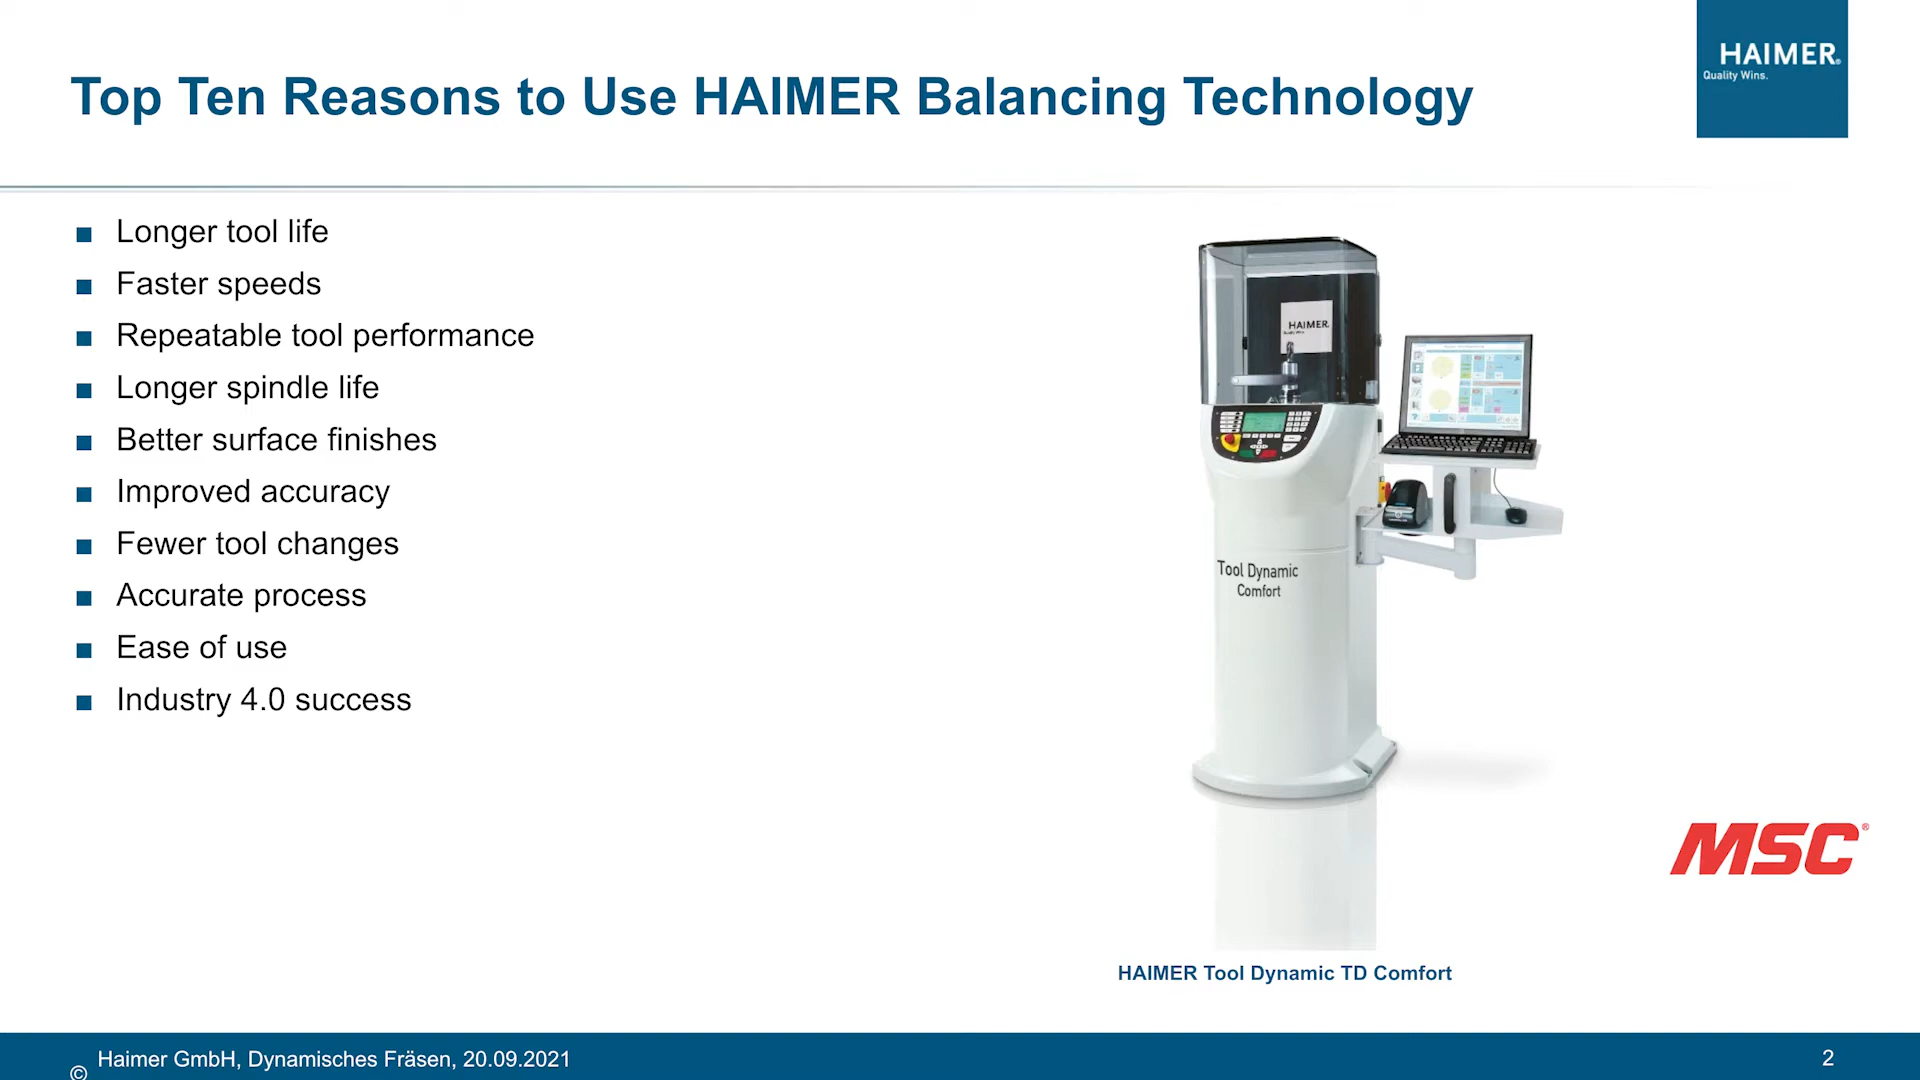 HAIMER®
Quality Wins.
Top Ten Reasons to Use HAIMER Balancing Technology
■ Longer tool life
■ Faster speeds
■ Repeatable tool performance
■ Longer spindle life
■ Better surface finishes
■ Improved accuracy
■ Fewer tool changes
■ Accurate process
■ Ease of use
■ Industry 4.0 success
HAIMER.
Quality Wins.
Tool Dynamic
Comfort
MSC®
HAIMER Tool Dynamic TD Comfort
© Haimer GmbH, Dynamisches Fräsen, 20.09.2021
2